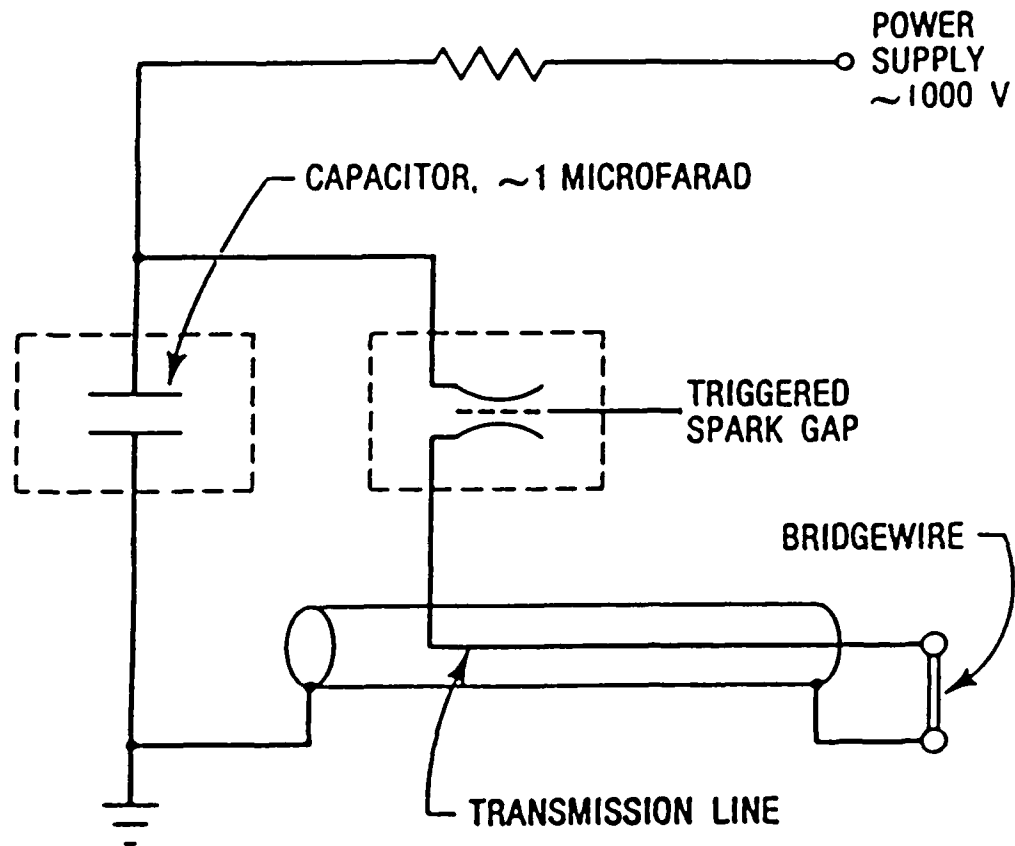 POWER
SUPPLY
~1000 V
CAPACITOR, ~1 MICROFARAD
TRIGGERED
SPARK GAP
BRIDGEWIRE
TRANSMISSION LINE